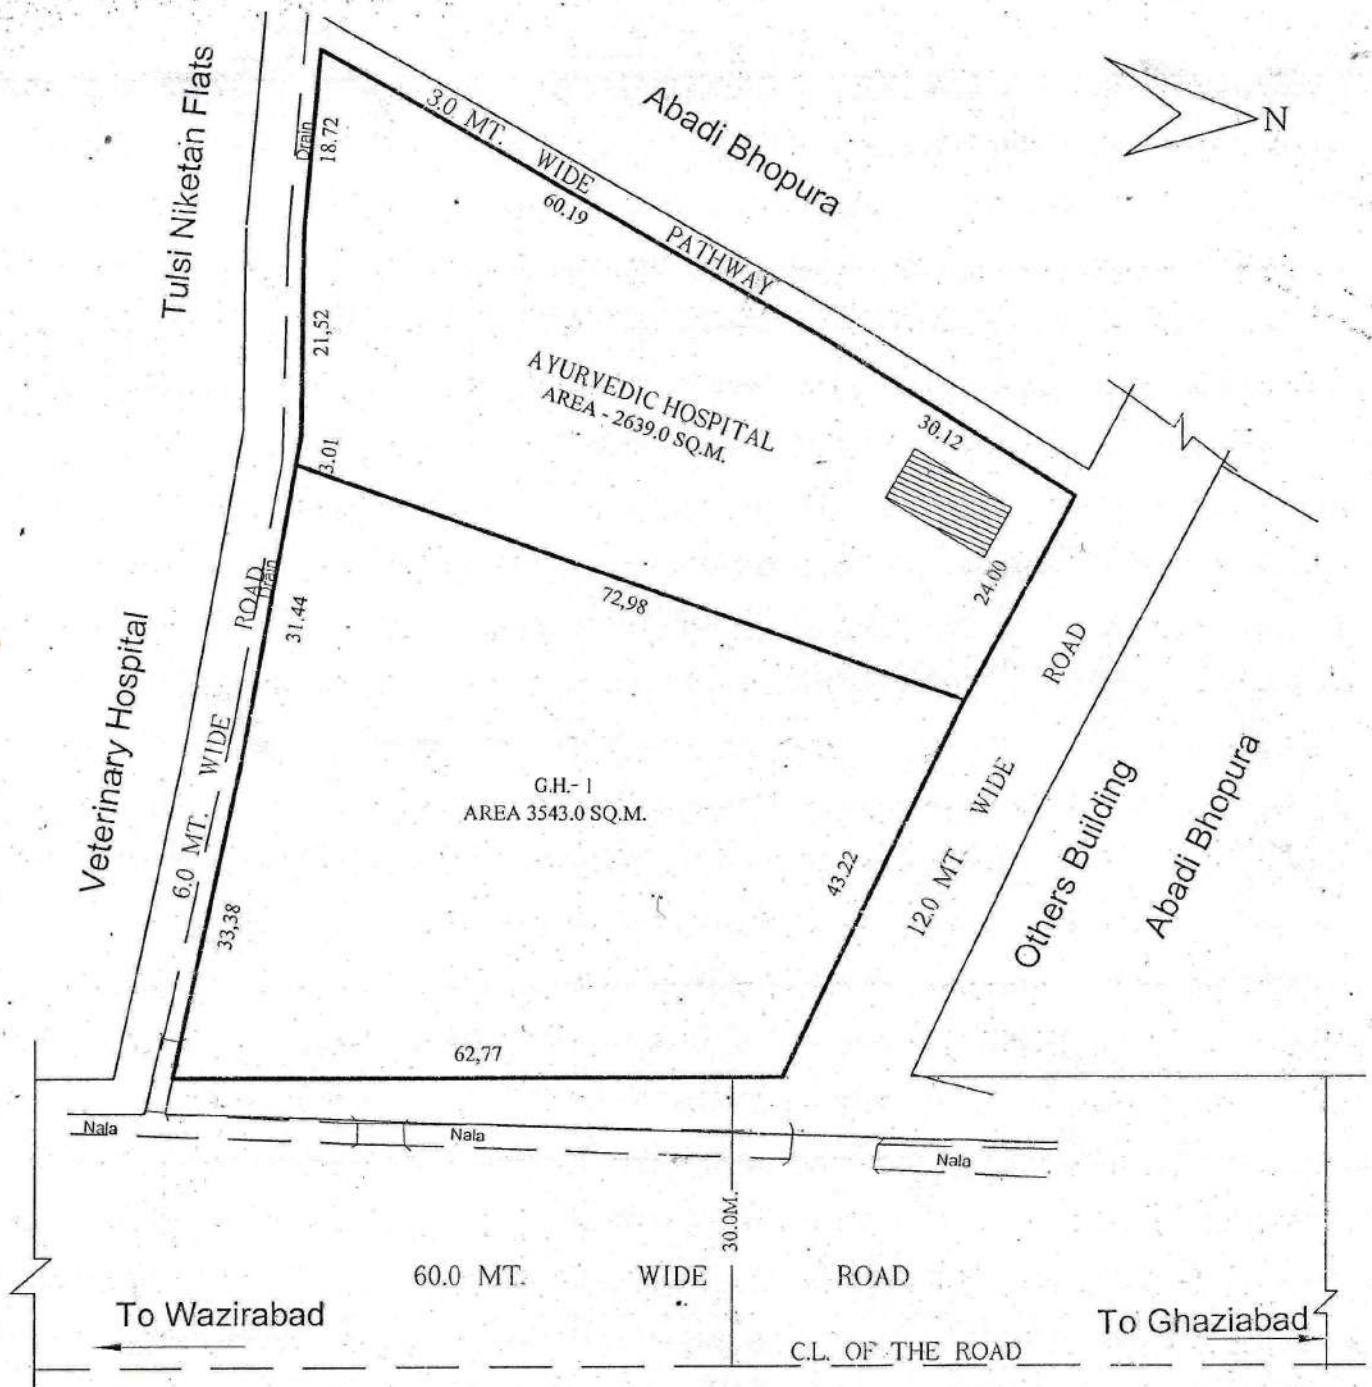 Tulsi Niketan Flats
Drain
18.72
3.0 MT. WIDE PATHWAY
60.19
Abadi Bhopura
N
21,52
AYURVEDIC HOSPITAL
AREA - 2639.0 SQ.M.
30.12
3.01
24.00
72,98
Veterinary Hospital
6.0 MT. WIDE ROAD
Drain
31.44
G.H.- 1
AREA 3543.0 SQ.M.
33,38
43.22
12.0 MT. WIDE ROAD
Others Building
Abadi Bhopura
62,77
Nala
Nala
Nala
30.0M.
60.0 MT. WIDE ROAD
To Wazirabad
To Ghaziabad
C.L. OF THE ROAD